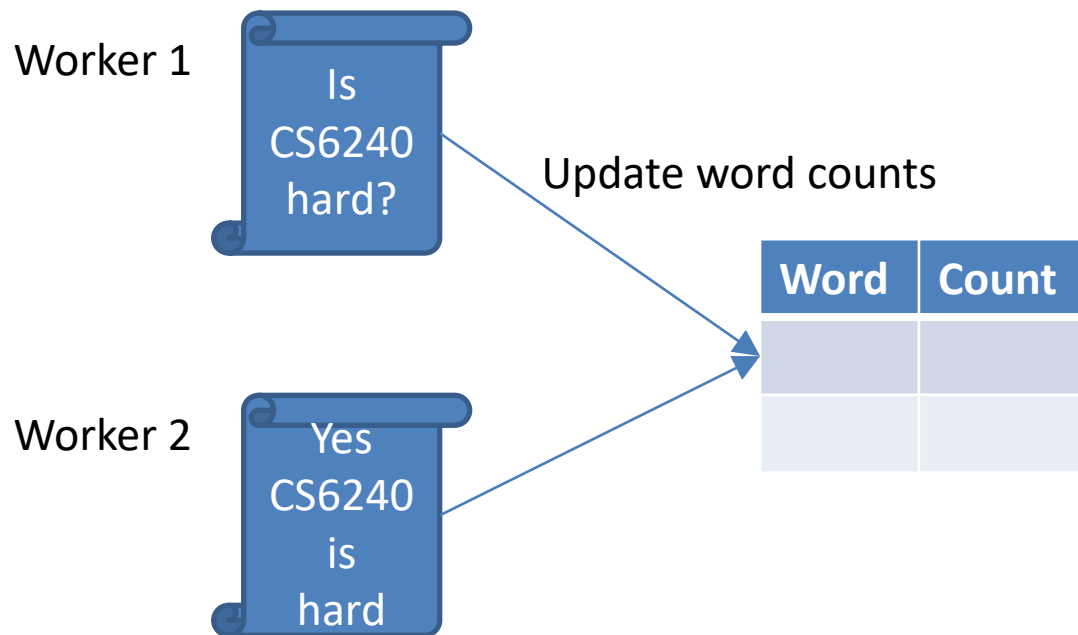 Worker 1
Is
CS6240
hard?
Update word counts
Word Count
Worker 2
Yes
CS6240
is
hard